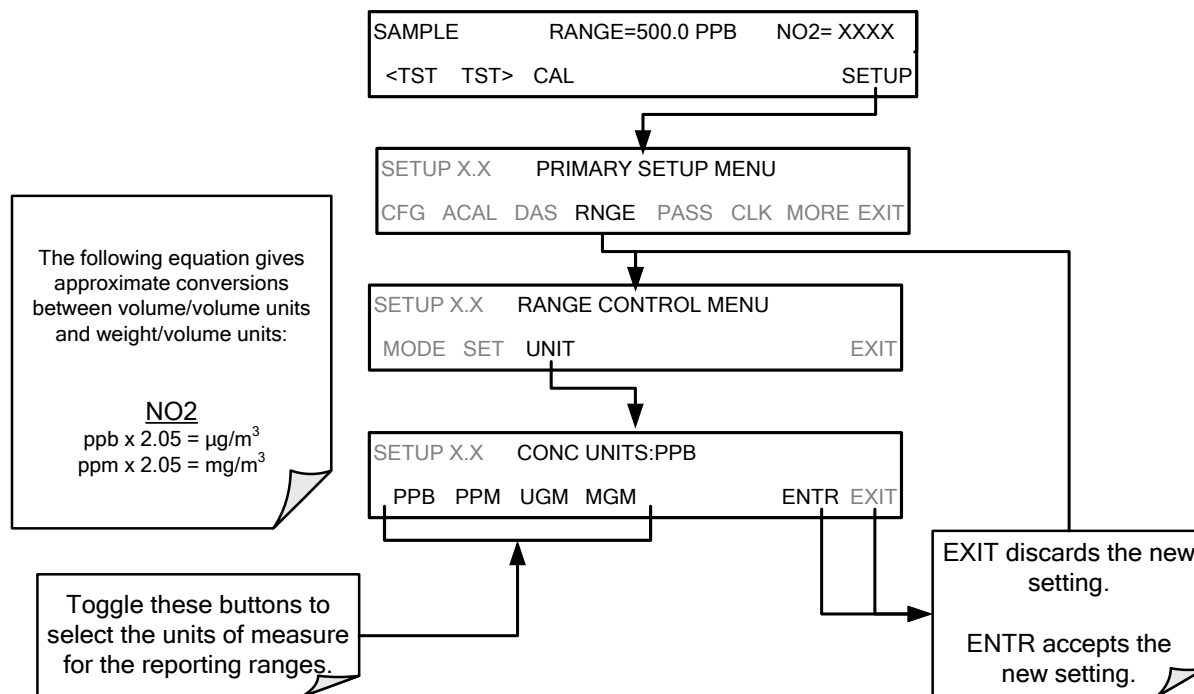 SAMPLE RANGE=500.0 PPB NO2= XXXX
<TST TST> CAL SETUP
SETUP X.X PRIMARY SETUP MENU
CFG ACAL DAS RNGE PASS CLK MORE EXIT
The following equation gives
approximate conversions
between volume/volume units
and weight/volume units:
NO2
ppb x 2.05 = µg/m³
ppm x 2.05 = mg/m³
SETUP X.X RANGE CONTROL MENU
MODE SET UNIT EXIT
SETUP X.X CONC UNITS:PPB
PPB PPM UGM MGM ENTR EXIT
Toggle these buttons to
select the units of measure
for the reporting ranges.
EXIT discards the new
setting.
ENTR accepts the
new setting.